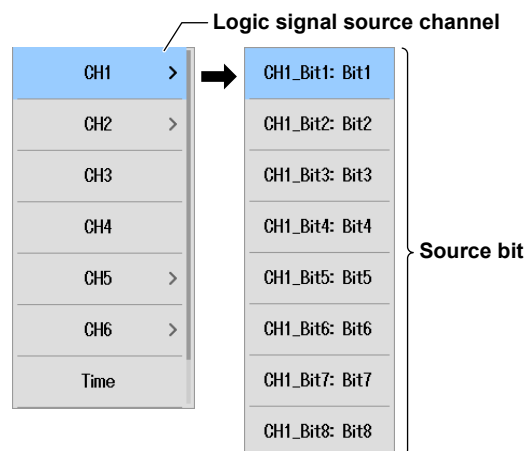 Logic signal source channel
CH1 >
CH2 >
CH3
CH4
CH5 >
CH6 >
Time
CH1_Bit1: Bit1
CH1_Bit2: Bit2
CH1_Bit3: Bit3
CH1_Bit4: Bit4
CH1_Bit5: Bit5
CH1_Bit6: Bit6
CH1_Bit7: Bit7
CH1_Bit8: Bit8
Source bit